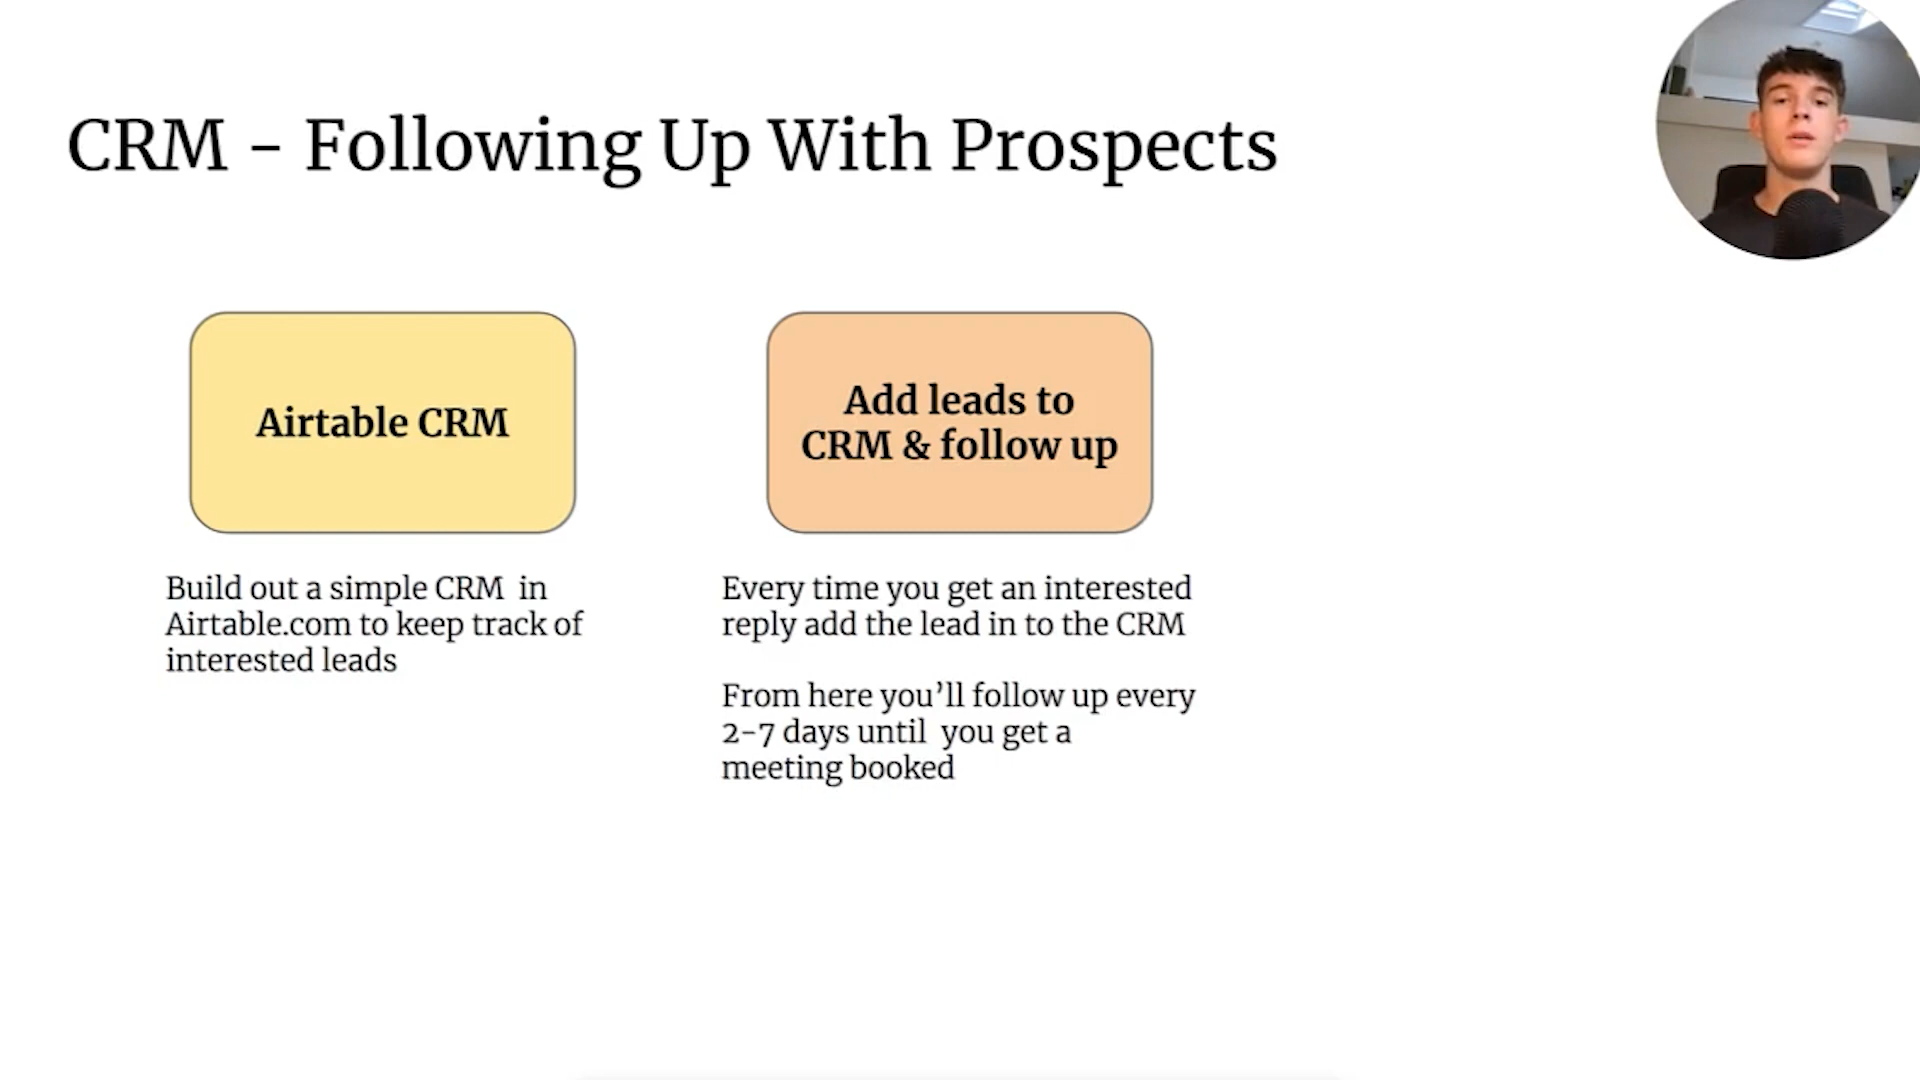 CRM - Following Up With Prospects
Airtable CRM
Add leads to
CRM & follow up
Build out a simple CRM  in
Airtable.com to keep track of
interested leads
Every time you get an interested
reply add the lead in to the CRM
From here you’ll follow up every
2-7 days until  you get a
meeting booked